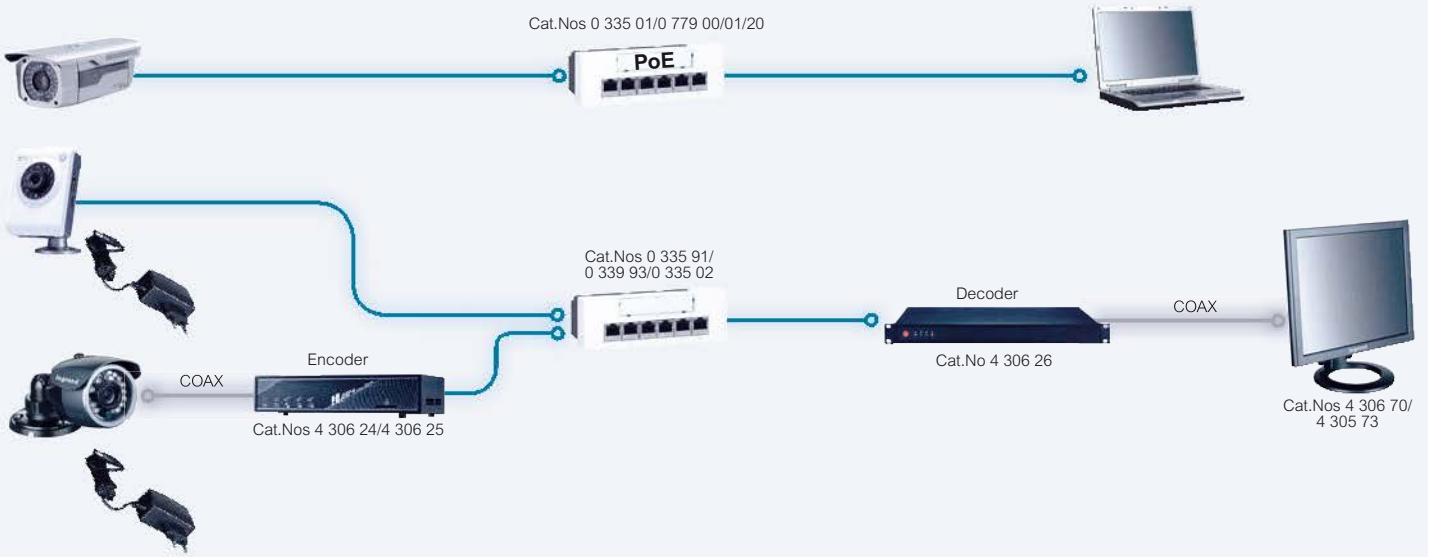 Cat.Nos 0 335 01/0 779 00/01/20
PoE
Cat.Nos 0 335 91/
0 339 93/0 335 02
Decoder
COAX
Cat.No 4 306 26
Encoder
COAX
Cat.Nos 4 306 24/4 306 25
Cat.Nos 4 306 70/
4 305 73